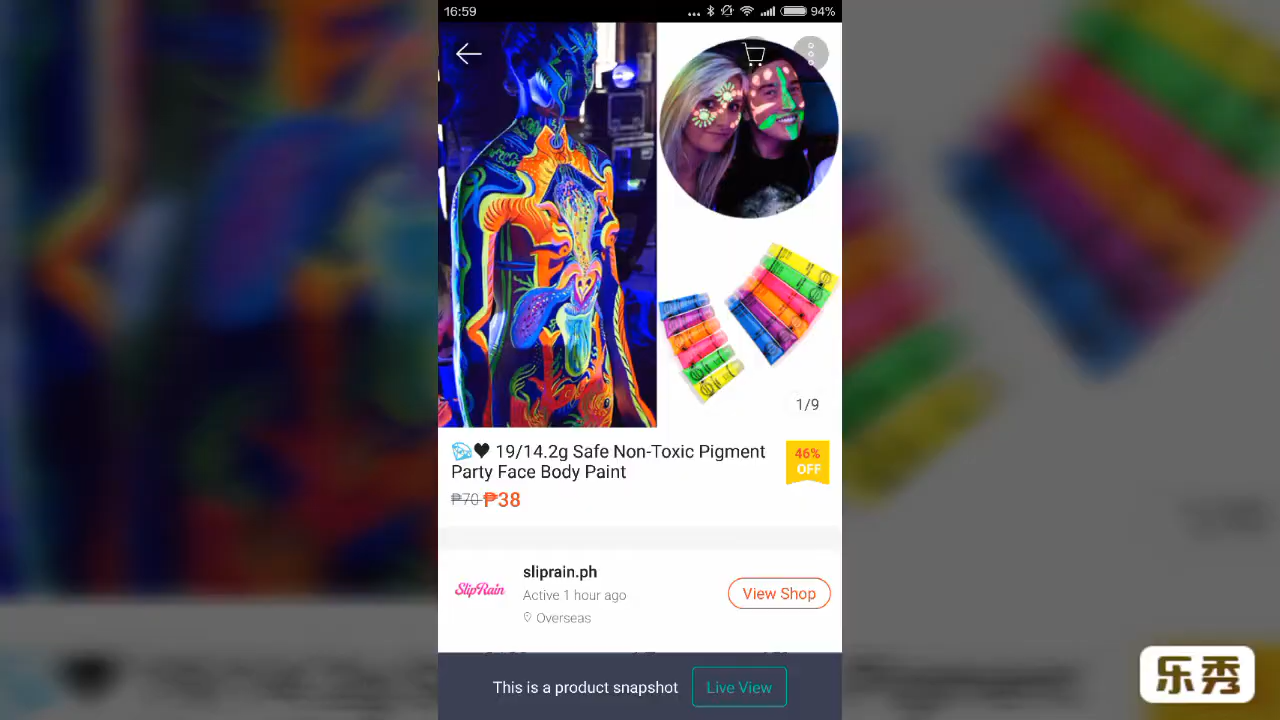 16:59
94%
1/9
19/14.2g Safe Non-Toxic Pigment
Party Face Body Paint
46%
OFF
₱70 ₱38
SlipRain
sliprain.ph
Active 1 hour ago
Overseas
View Shop
This is a product snapshot
Live View
乐秀